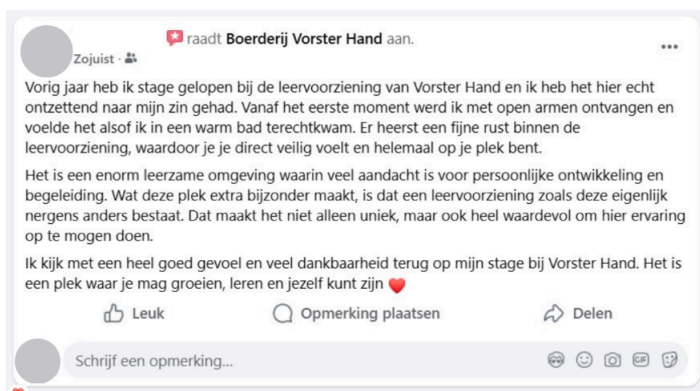 raadt Boerderij Vorster Hand aan.
Zojuist ·
Vorig jaar heb ik stage gelopen bij de leervoorziening van Vorster Hand en ik heb het hier echt
ontzettend naar mijn zin gehad. Vanaf het eerste moment werd ik met open armen ontvangen en
voelde het alsof ik in een warm bad terechtkwam. Er heerst een fijne rust binnen de
leervoorziening, waardoor je je direct veilig voelt en helemaal op je plek bent.
Het is een enorm leerzame omgeving waarin veel aandacht is voor persoonlijke ontwikkeling en
begeleiding. Wat deze plek extra bijzonder maakt, is dat een leervoorziening zoals deze eigenlijk
nergens anders bestaat. Dat maakt het niet alleen uniek, maar ook heel waardevol om hier ervaring
op te mogen doen.
Ik kijk met een heel goed gevoel en veel dankbaarheid terug op mijn stage bij Vorster Hand. Het is
een plek waar je mag groeien, leren en jezelf kunt zijn ❤️
Leuk Opmerking plaatsen Delen
Schrijf een opmerking... GIF